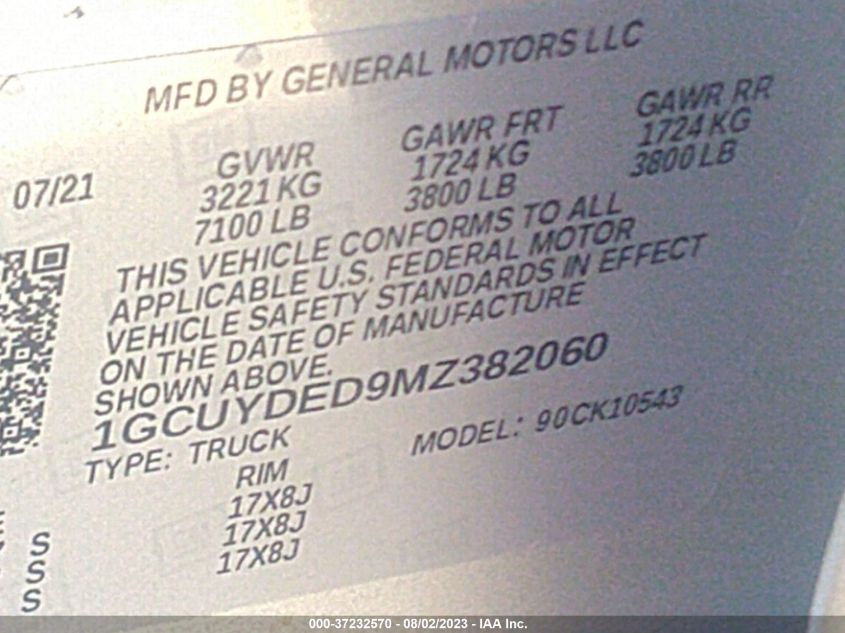 MFD BY GENERAL MOTORS LLC
07/21
GVWR
3221 KG
7100 LB
GAWR FRT
1724 KG
3800 LB
GAWR RR
1724 KG
3800 LB
THIS VEHICLE CONFORMS TO ALL
APPLICABLE U.S. FEDERAL MOTOR
VEHICLE SAFETY STANDARDS IN EFFECT
ON THE DATE OF MANUFACTURE
SHOWN ABOVE.
1GCUYDED9MZ382060
TYPE: TRUCK
MODEL: 90CK10543
RIM
S 17X8J
S 17X8J
S 17X8J
000-37232570 - 08/02/2023 - IAA Inc.